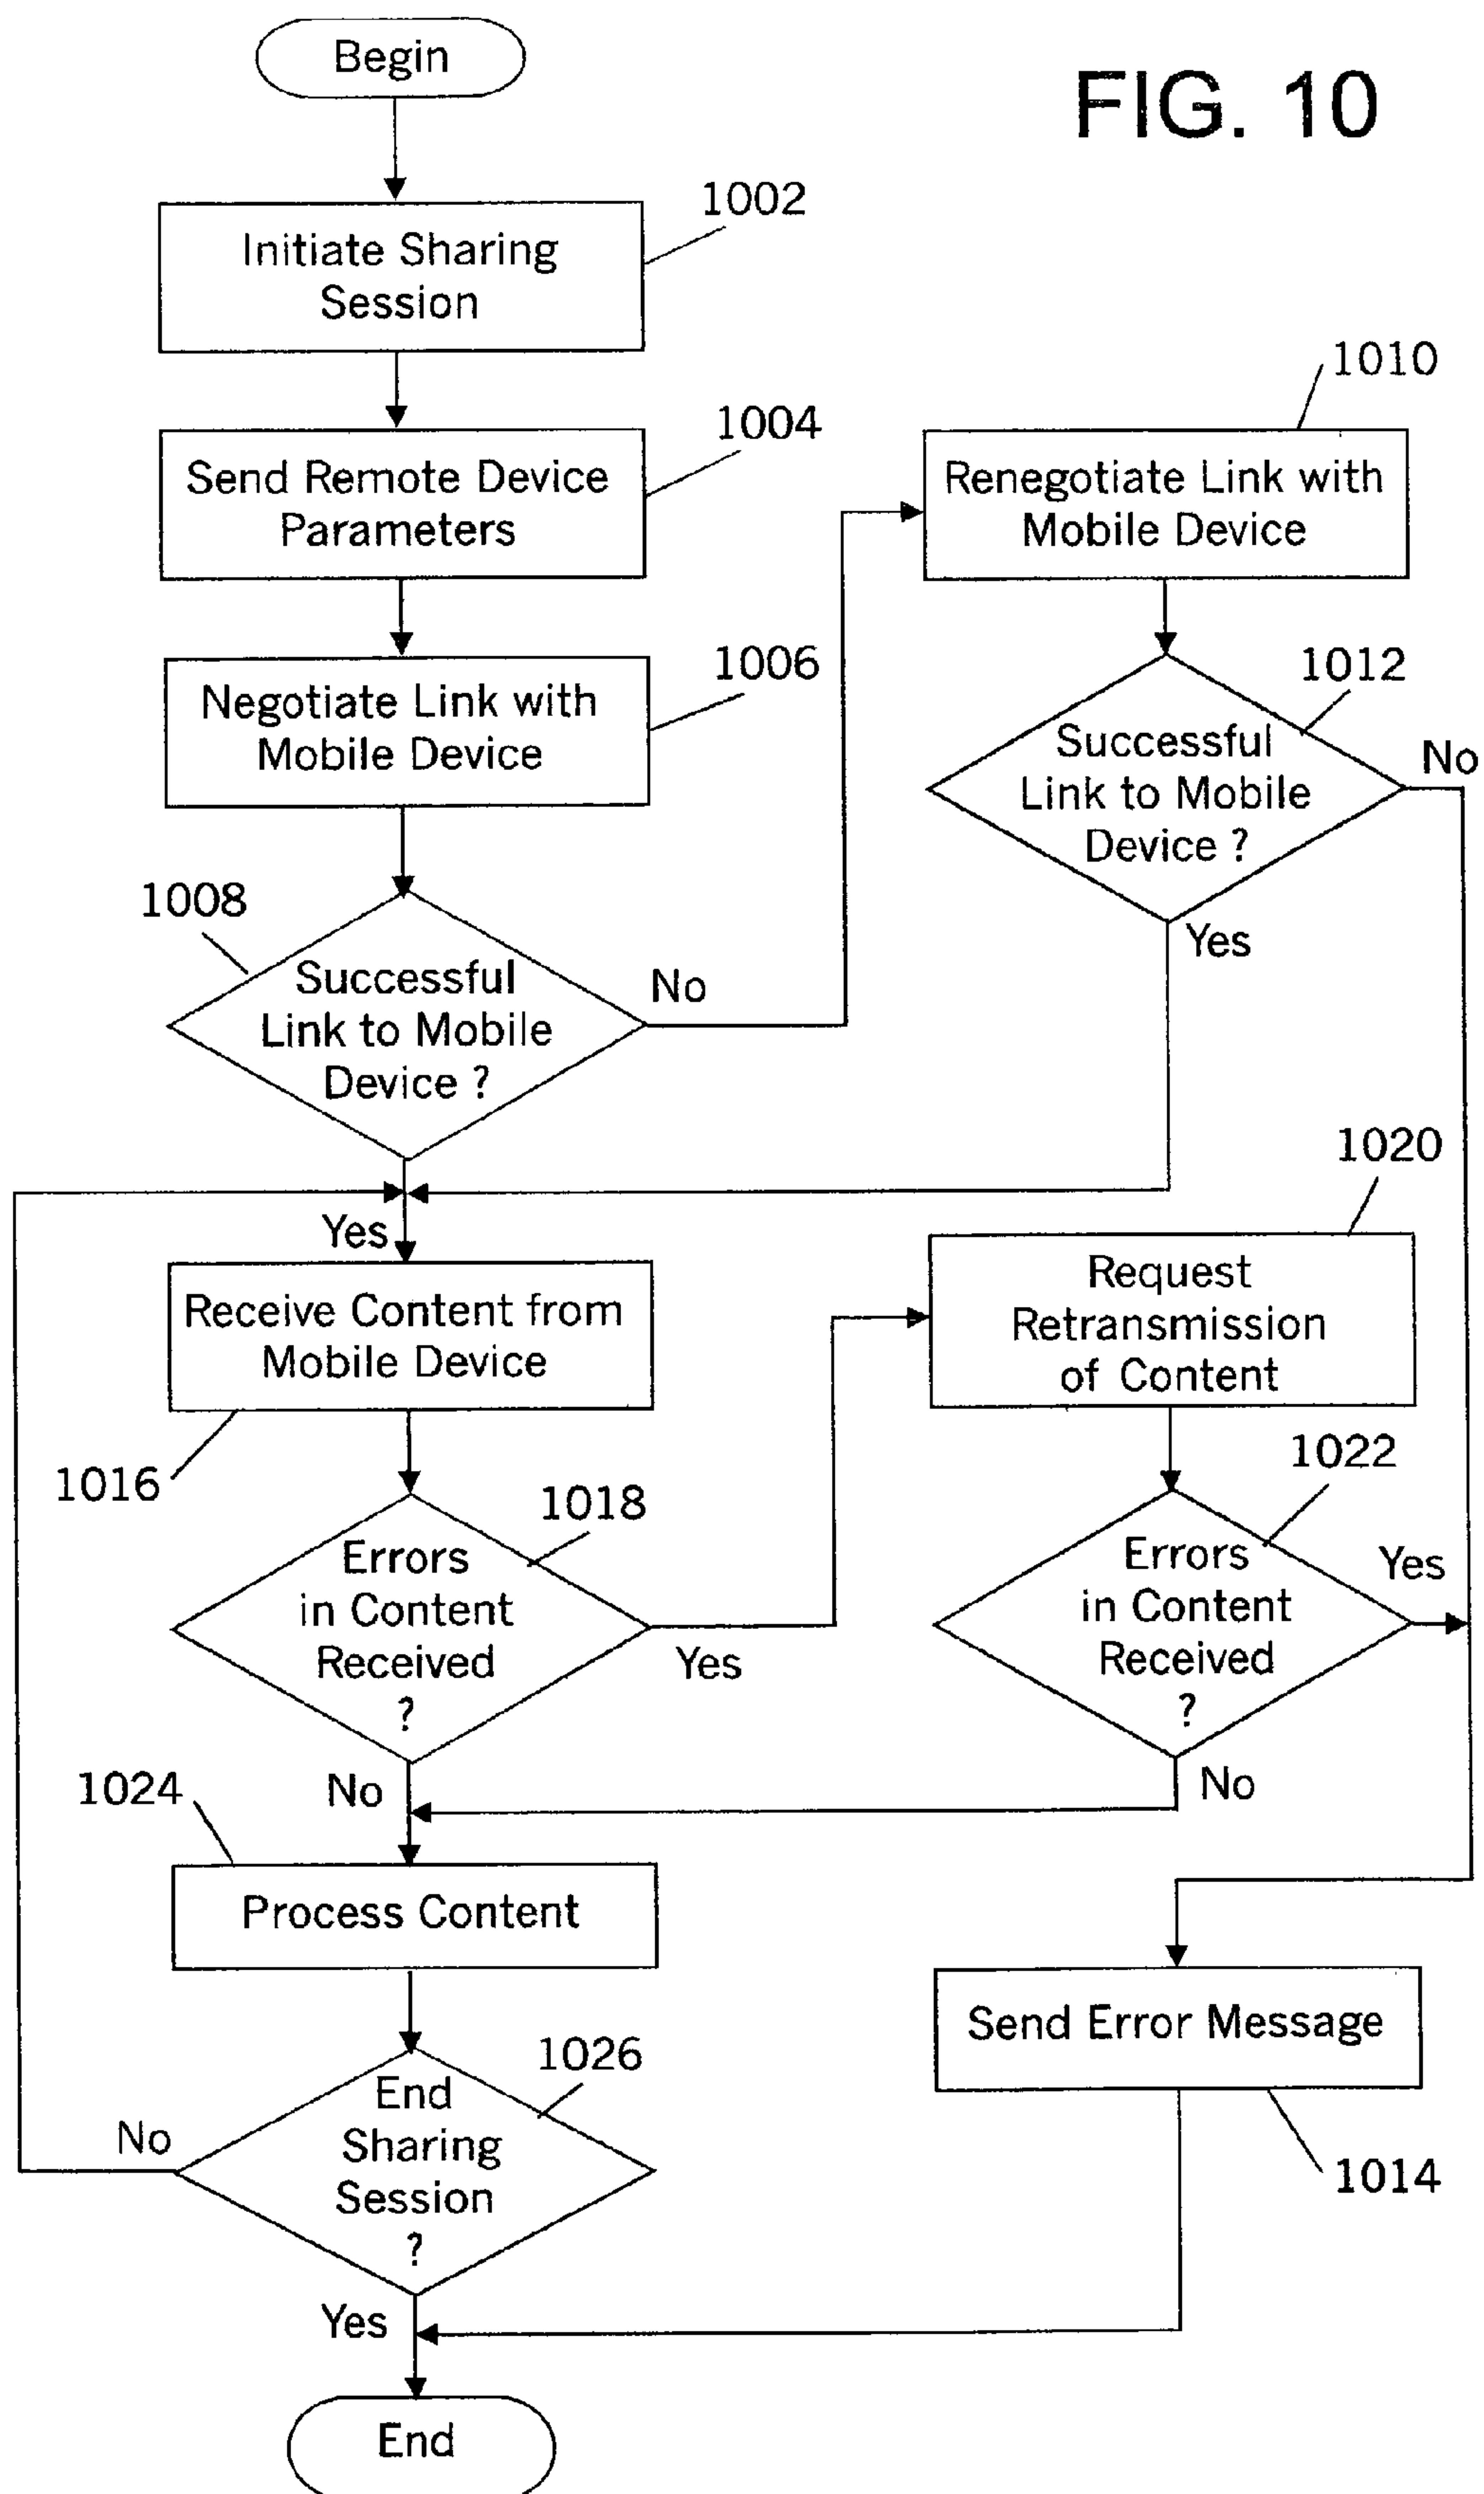 Begin
FIG. 10
1002
Initiate Sharing
Session
1004
Send Remote Device
Parameters
1006
Negotiate Link with
Mobile Device
1008
Successful
Link to Mobile
Device ?
No
Yes
1010
Renegotiate Link with
Mobile Device
1012
Successful
Link to Mobile
Device ?
No
Yes
Receive Content from
Mobile Device
1016
1018
Errors
in Content
Received
?
Yes
No
1020
Request
Retransmission
of Content
1022
Errors
in Content
Received
?
Yes
No
1024
Process Content
1026
End
Sharing
Session
?
No
Yes
Send Error Message
1014
End